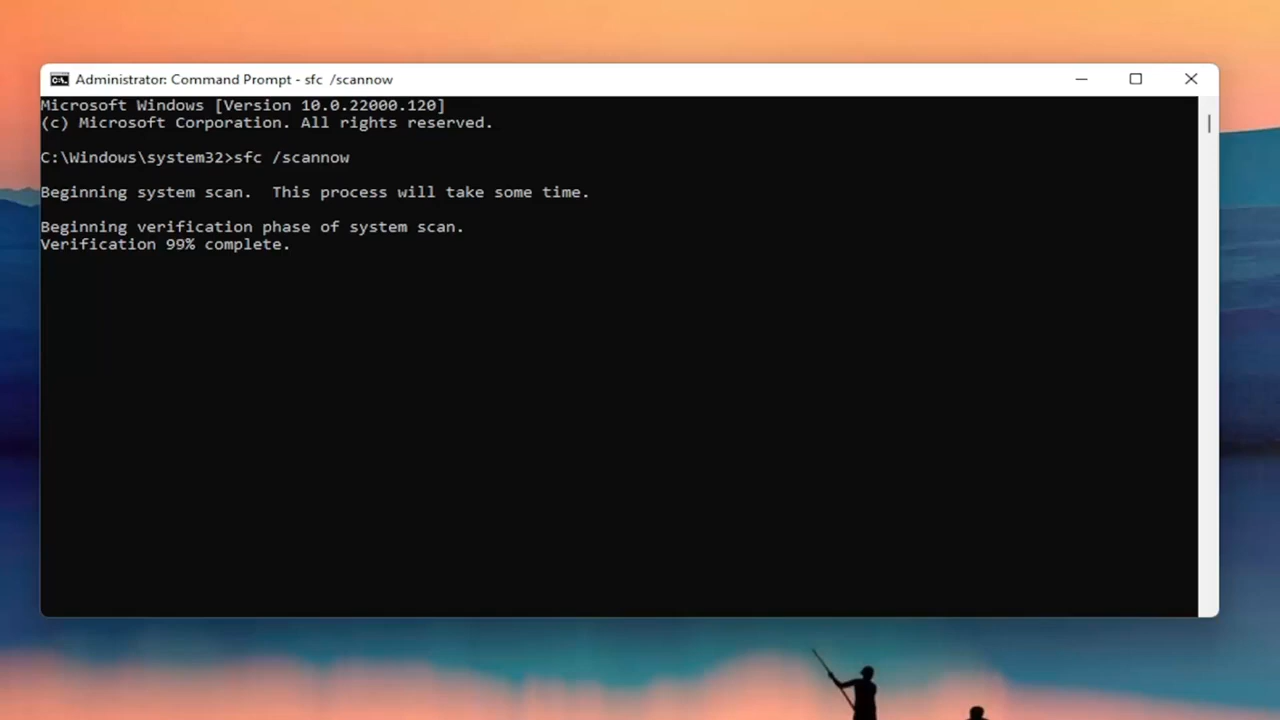 Administrator: Command Prompt - sfc  /scannow
Microsoft Windows [Version 10.0.22000.120]
(c) Microsoft Corporation. All rights reserved.
C:\Windows\system32>sfc /scannow
Beginning system scan.  This process will take some time.
Beginning verification phase of system scan.
Verification 99% complete.